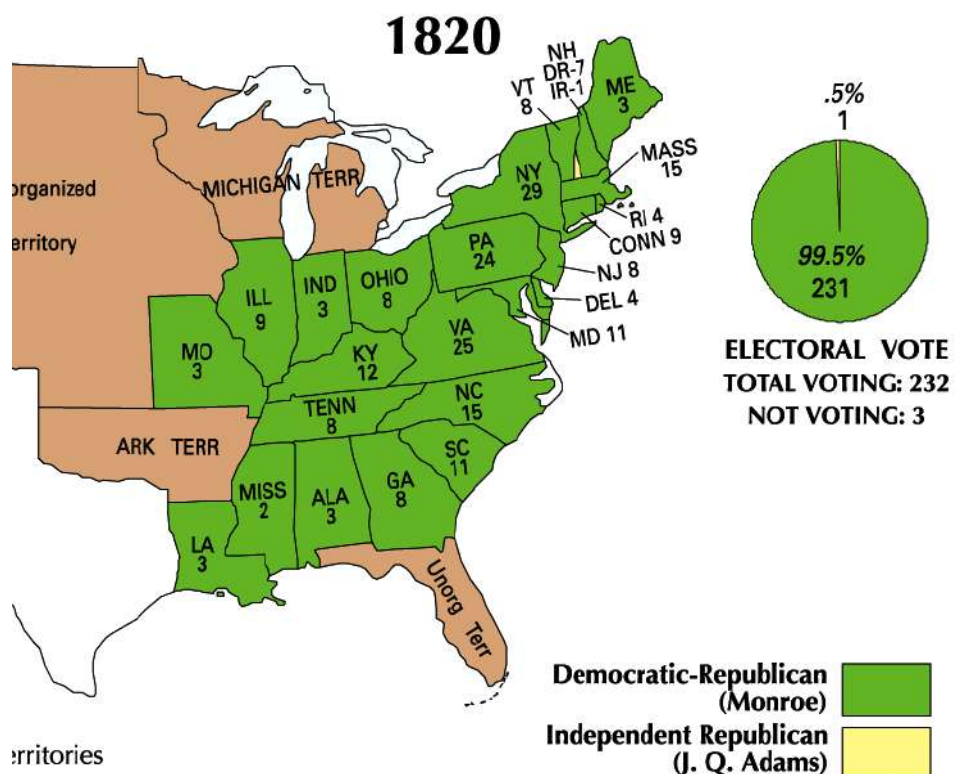 1820
NH
DR-7
IR-1
VT
8
ME
3
.5%
1
MASS
15
organized
erritory
MICHIGAN TERR
NY
29
RI 4
CONN 9
PA
24
NJ 8
DEL 4
MD 11
99.5%
231
ILL
9
IND
3
OHIO
8
VA
25
MO
3
KY
12
ELECTORAL VOTE
TOTAL VOTING: 232
NOT VOTING: 3
NC
15
TENN
8
ARK TERR
SC
11
MISS
2
ALA
3
GA
8
LA
3
Unorg Terr
Democratic-Republican
(Monroe)
Independent Republican
(J. Q. Adams)
erritories